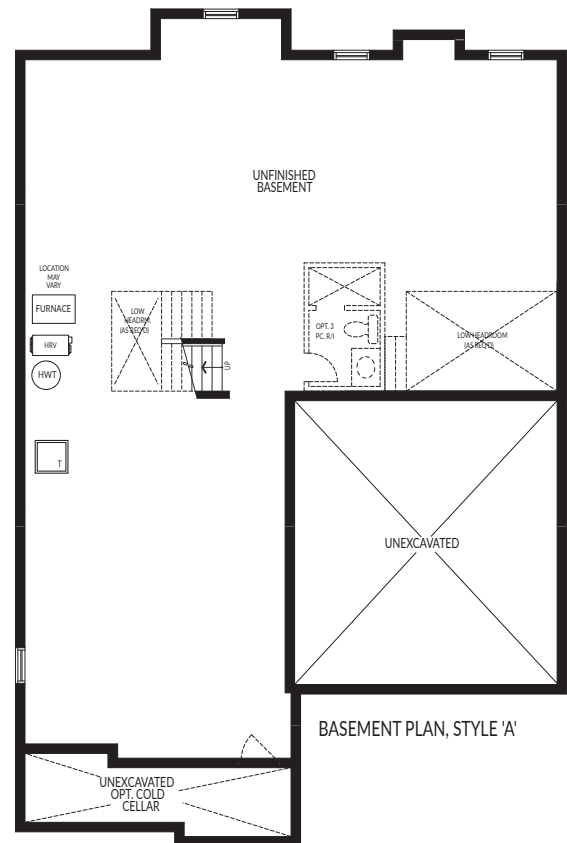 UNFINISHED
BASEMENT
LOCATION
MAY
VARY
FURNACE
HRV
HWT
T
LOW
HEADRM.
(AS REQ'D)
UP
OPT. 3
PC. R/I
LOW HEADROOM
(AS REQ'D)
UNEXCAVATED
BASEMENT PLAN, STYLE 'A'
UNEXCAVATED
OPT. COLD
CELLAR